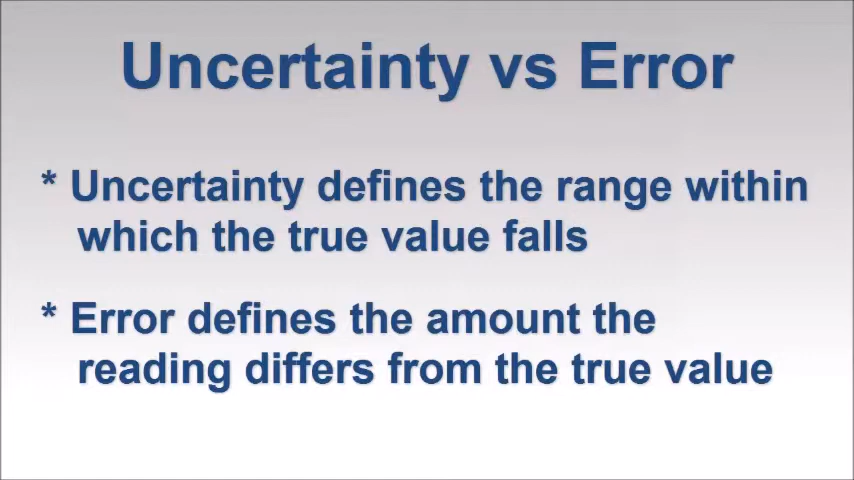 Uncertainty vs Error
* Uncertainty defines the range within
which the true value falls
* Error defines the amount the
reading differs from the true value